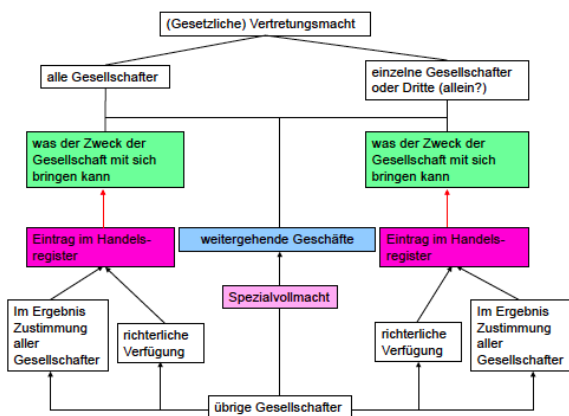 (Gesetzliche) Vertretungsmacht
alle Gesellschafter
einzelne Gesellschafter
oder Dritte (allein?)
was der Zweck der
Gesellschaft mit sich
bringen kann
was der Zweck der
Gesellschaft mit sich
bringen kann
Eintrag im Handels-
register
weitergehende Geschäfte
Eintrag im Handels-
register
Spezialvollmacht
Im Ergebnis
Zustimmung
aller
Gesellschafter
richterliche
Verfügung
richterliche
Verfügung
Im Ergebnis
Zustimmung
aller
Gesellschafter
übrige Gesellschafter